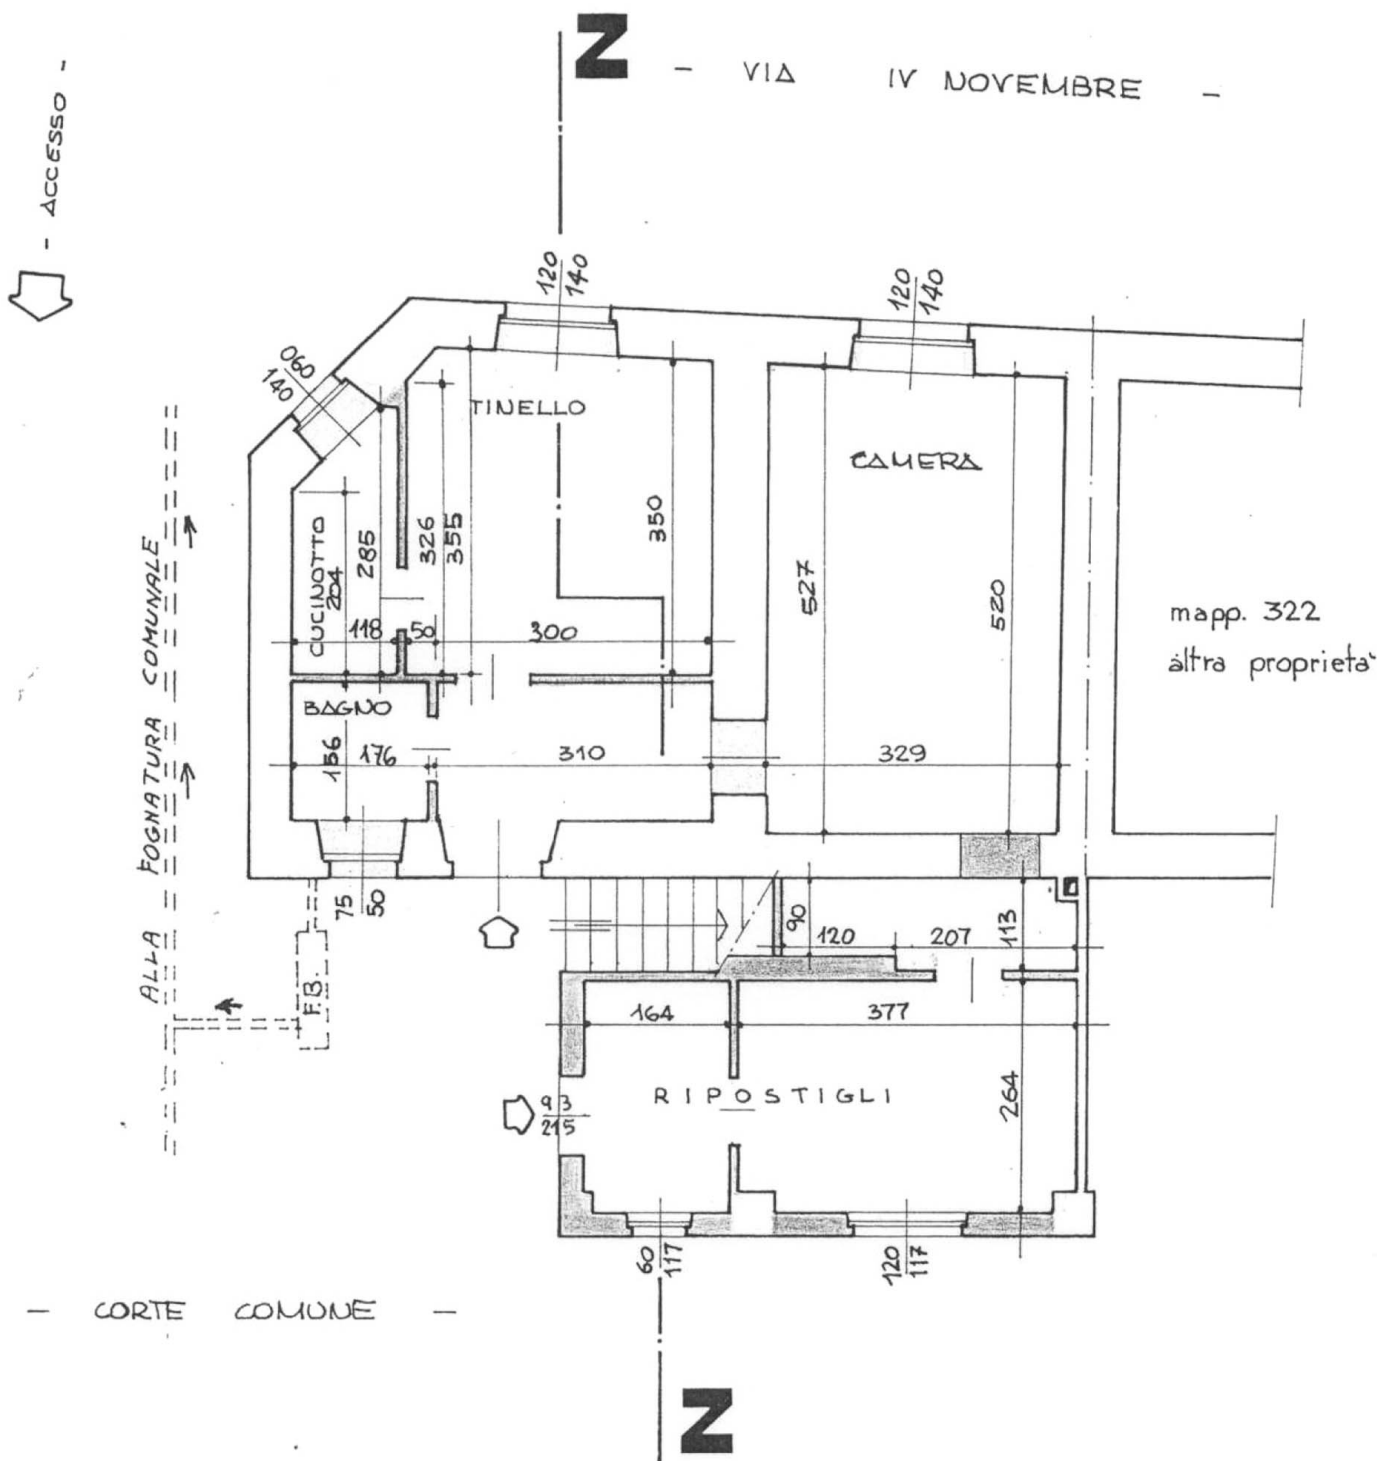 N
- VIA IV NOVEMBRE -
- ACCESSO -
120
140
120
140
060
140
TINELLO
CAMERA
CUCINOTTO
204
285
326
355
350
527
520
mapp. 322
altra proprietà
118
50
300
BAGNO
156
176
310
329
ALLA FOGNATURA COMUNALE
75
50
F.B.
90
120
207
113
164
377
RIPOSTIGLI
264
93
215
60
117
120
117
- CORTE COMUNE -
N